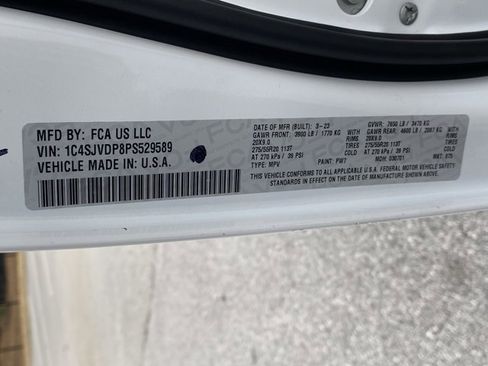 MFD BY: FCA US LLC
VIN: 1C4SJVDP8PS529589
VEHICLE MADE IN: U.S.A.
DATE OF MFR (BUILT): 3-23 GVWR: 7650 LB / 3470 KG
GAWR FRONT: 3900 LB / 1770 KG WITH GAWR REAR: 4600 LB / 2087 KG WITH
20X9.0 RIMS 20X9.0 RIMS
275/55R20 113T TIRES 275/55R20 113T TIRES
AT 270 kPa / 39 PSI COLD AT 270 kPa / 39 PSI COLD
TYPE: MPV MDH: 030701
THIS VEHICLE CONFORMS TO ALL APPLICABLE U.S.A. FEDERAL MOTOR VEHICLE SAFETY
STANDARDS IN EFFECT ON THE DATE OF MANUFACTURE SHOWN ABOVE.